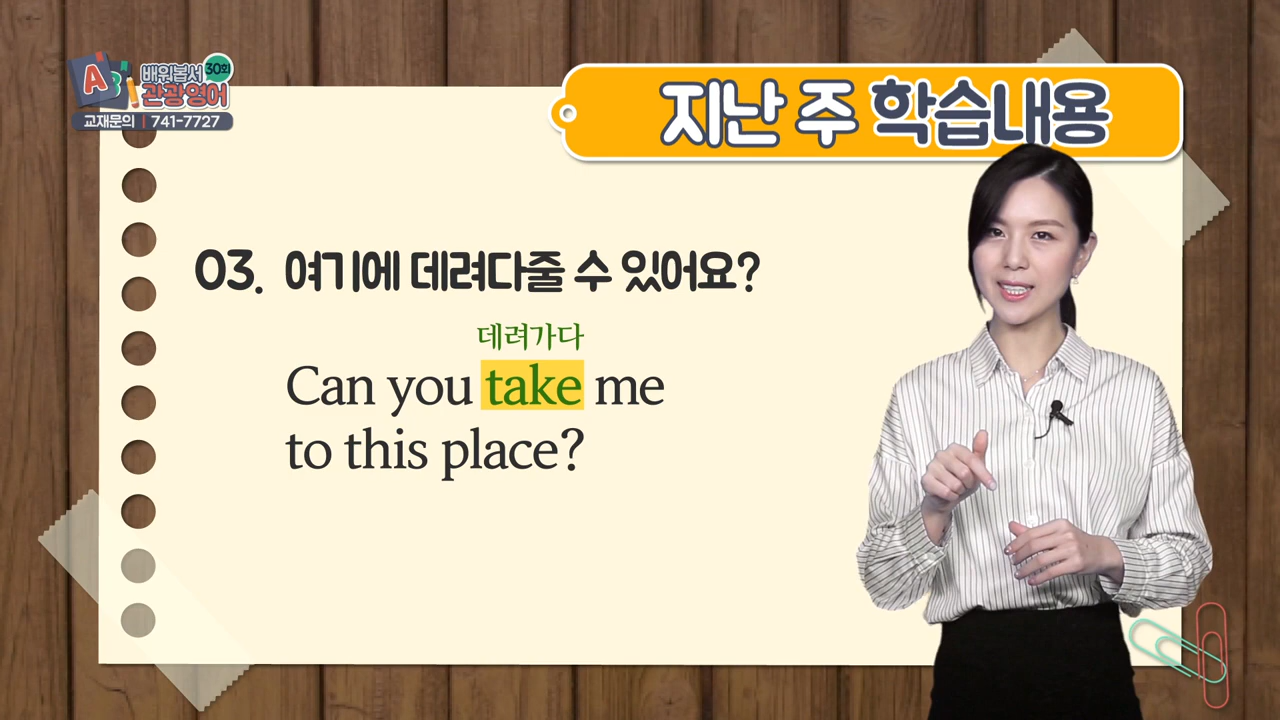 배워봅서 30회
관광영어
교재문의 | 741-7727
지난 주 학습내용
03. 여기에 데려다줄 수 있어요?
데려가다
Can you take me
to this place?